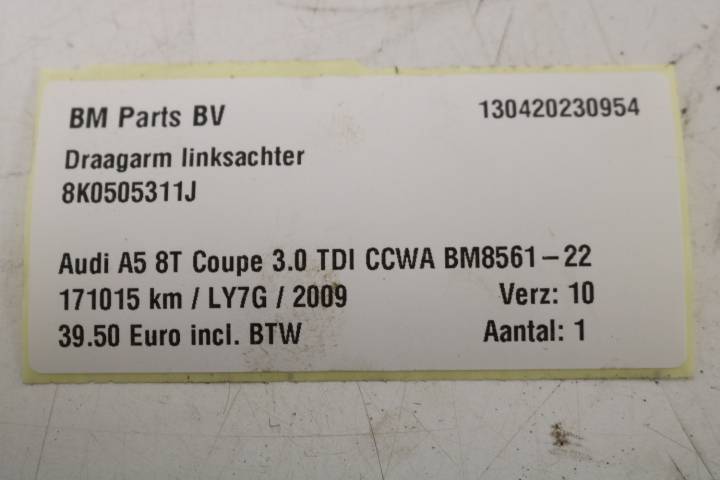 BM Parts BV 130420230954
Draagarm linksachter
8K0505311J
Audi A5 8T Coupe 3.0 TDI CCWA BM8561-22
171015 km / LY7G / 2009 Verz: 10
39.50 Euro incl. BTW Aantal: 1